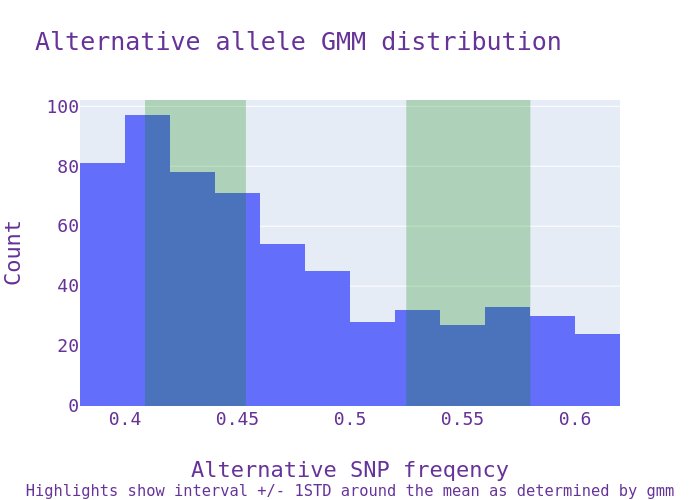 Alternative allele GMM distribution
Count
100
80
60
40
20
0
0.4 0.45 0.5 0.55 0.6
Alternative SNP freqency
Highlights show interval +/- 1STD around the mean as determined by gmm